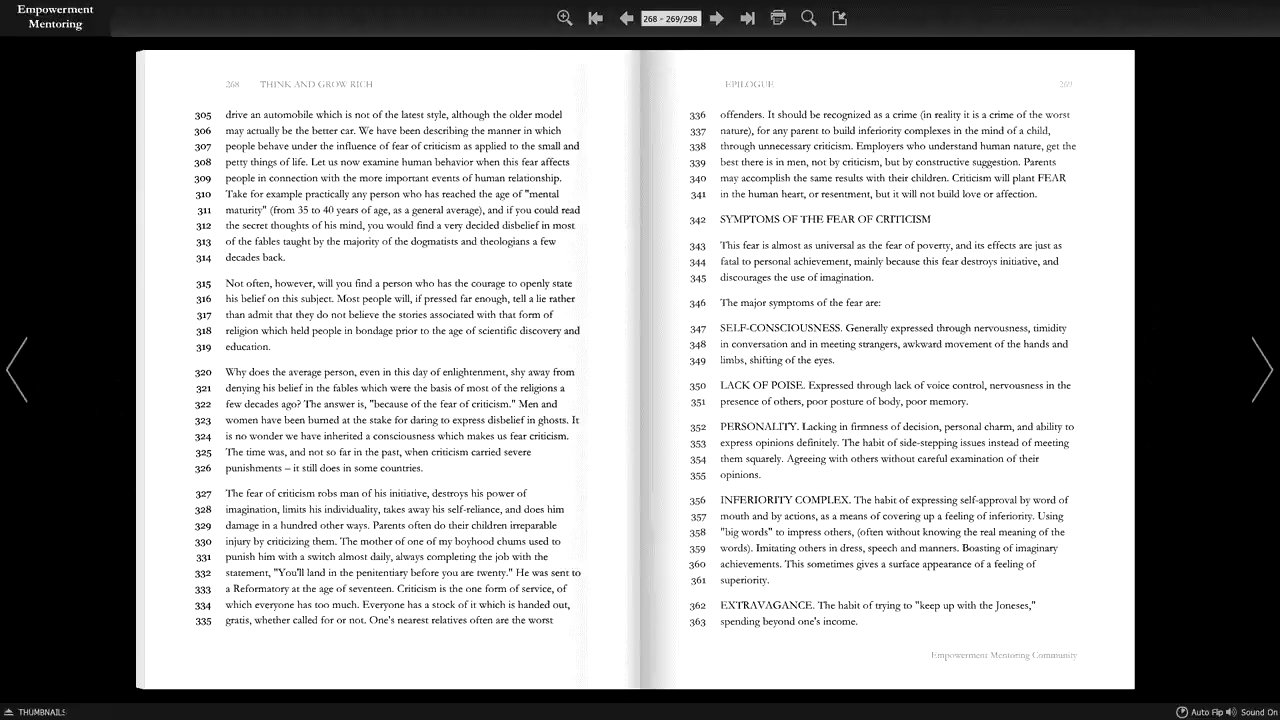 Empowerment
Mentoring
268 - 269/298
268 THINK AND GROW RICH
305 drive an automobile which is not of the latest style, although the older model
306 may actually be the better car. We have been describing the manner in which
307 people behave under the influence of fear of criticism as applied to the small and
308 petty things of life. Let us now examine human behavior when this fear affects
309 people in connection with the more important events of human relationship.
310 Take for example practically any person who has reached the age of "mental
311 maturity" (from 35 to 40 years of age, as a general average), and if you could read
312 the secret thoughts of his mind, you would find a very decided disbelief in most
313 of the fables taught by the majority of the dogmatists and theologians a few
314 decades back.
315 Not often, however, will you find a person who has the courage to openly state
316 his belief on this subject. Most people will, if pressed far enough, tell a lie rather
317 than admit that they do not believe the stories associated with that form of
318 religion which held people in bondage prior to the age of scientific discovery and
319 education.
320 Why does the average person, even in this day of enlightenment, shy away from
321 denying his belief in the fables which were the basis of most of the religions a
322 few decades ago? The answer is, "because of the fear of criticism." Men and
323 women have been burned at the stake for daring to express disbelief in ghosts. It
324 is no wonder we have inherited a consciousness which makes us fear criticism.
325 The time was, and not so far in the past, when criticism carried severe
326 punishments – it still does in some countries.
327 The fear of criticism robs man of his initiative, destroys his power of
328 imagination, limits his individuality, takes away his self-reliance, and does him
329 damage in a hundred other ways. Parents often do their children irreparable
330 injury by criticizing them. The mother of one of my boyhood chums used to
331 punish him with a switch almost daily, always completing the job with the
332 statement, "You'll land in the penitentiary before you are twenty." He was sent to
333 a Reformatory at the age of seventeen. Criticism is the one form of service, of
334 which everyone has too much. Everyone has a stock of it which is handed out,
335 gratis, whether called for or not. One's nearest relatives often are the worst
EPILOGUE 269
336 offenders. It should be recognized as a crime (in reality it is a crime of the worst
337 nature), for any parent to build inferiority complexes in the mind of a child,
338 through unnecessary criticism. Employers who understand human nature, get the
339 best there is in men, not by criticism, but by constructive suggestion. Parents
340 may accomplish the same results with their children. Criticism will plant FEAR
341 in the human heart, or resentment, but it will not build love or affection.
342 SYMPTOMS OF THE FEAR OF CRITICISM
343 This fear is almost as universal as the fear of poverty, and its effects are just as
344 fatal to personal achievement, mainly because this fear destroys initiative, and
345 discourages the use of imagination.
346 The major symptoms of the fear are:
347 SELF-CONSCIOUSNESS. Generally expressed through nervousness, timidity
348 in conversation and in meeting strangers, awkward movement of the hands and
349 limbs, shifting of the eyes.
350 LACK OF POISE. Expressed through lack of voice control, nervousness in the
351 presence of others, poor posture of body, poor memory.
352 PERSONALITY. Lacking in firmness of decision, personal charm, and ability to
353 express opinions definitely. The habit of side-stepping issues instead of meeting
354 them squarely. Agreeing with others without careful examination of their
355 opinions.
356 INFERIORITY COMPLEX. The habit of expressing self-approval by word of
357 mouth and by actions, as a means of covering up a feeling of inferiority. Using
358 "big words" to impress others, (often without knowing the real meaning of the
359 words). Imitating others in dress, speech and manners. Boasting of imaginary
360 achievements. This sometimes gives a surface appearance of a feeling of
361 superiority.
362 EXTRAVAGANCE. The habit of trying to "keep up with the Joneses,"
363 spending beyond one's income.
Empowerment Mentoring Community
THUMBNAILS
Auto Flip Sound On